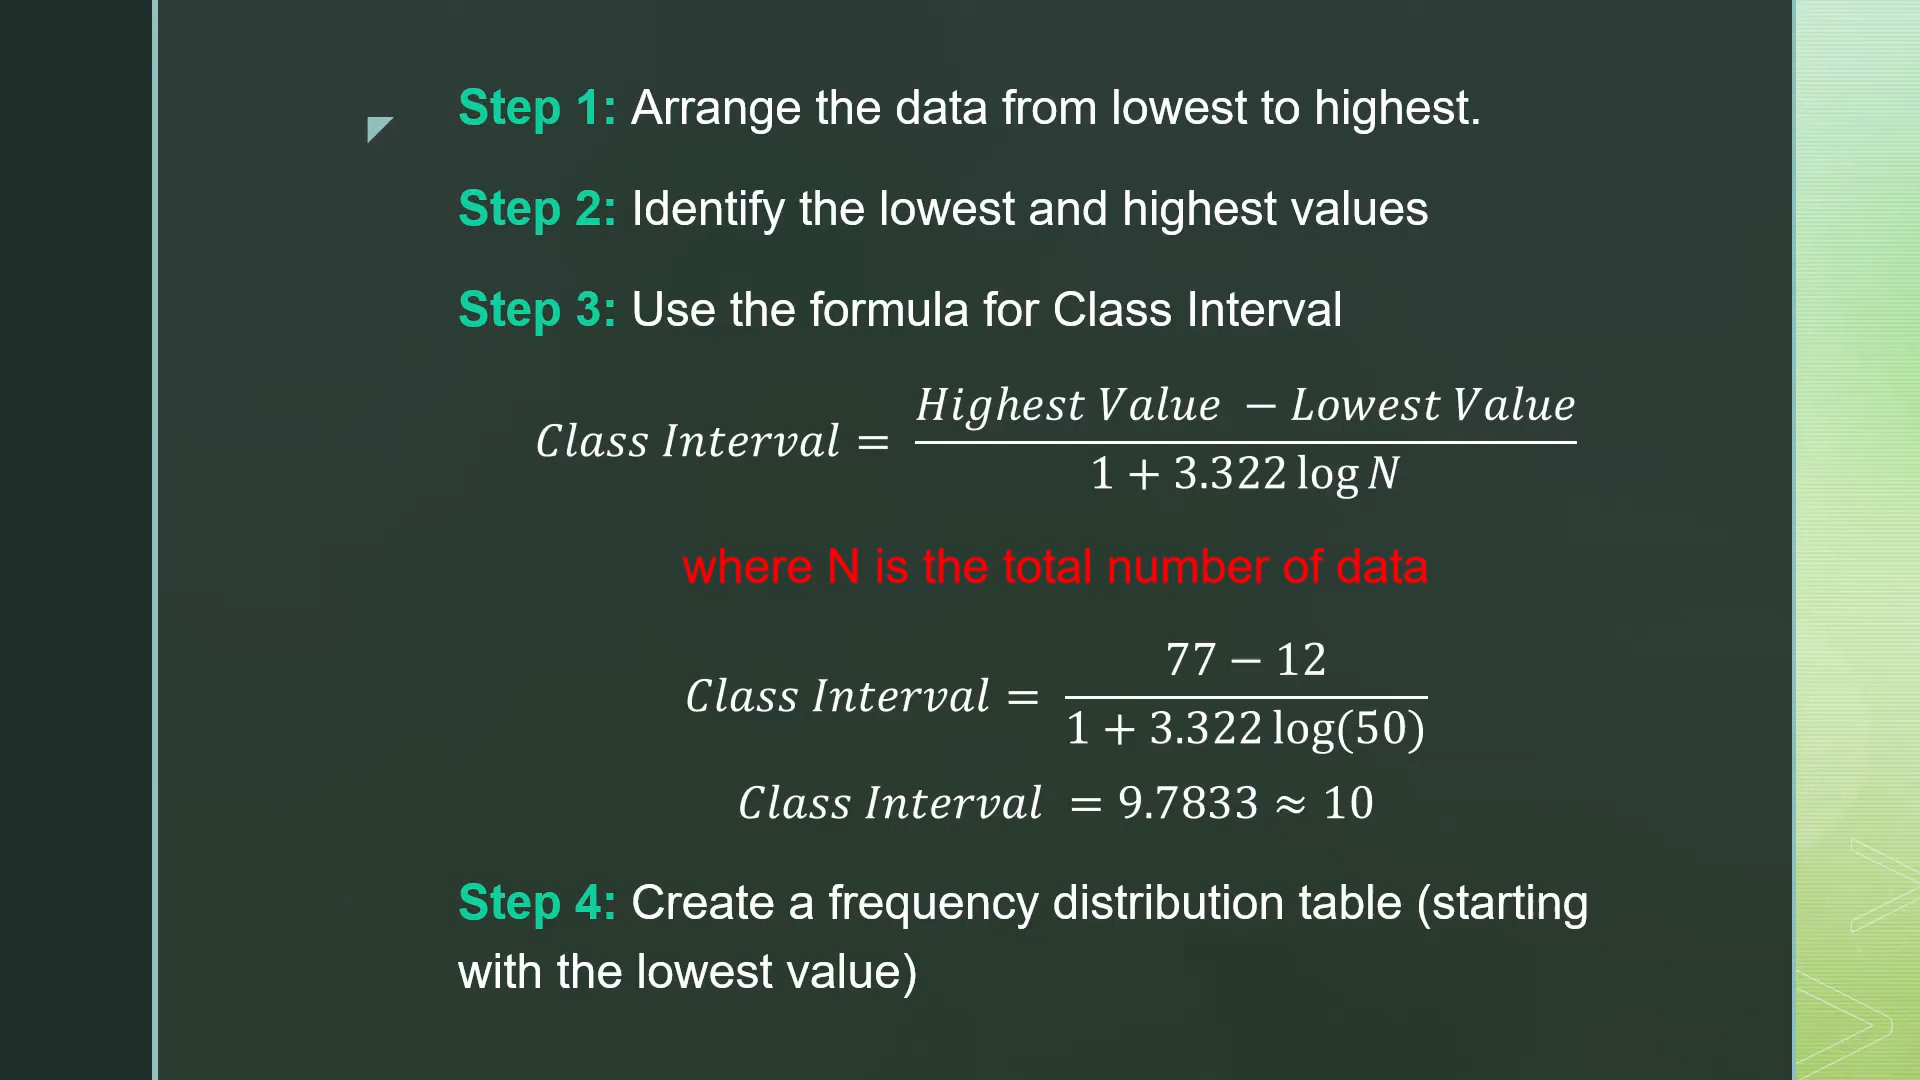 Step 1: Arrange the data from lowest to highest.
Step 2: Identify the lowest and highest values
Step 3: Use the formula for Class Interval
Class Interval = (Highest Value − Lowest Value) / (1 + 3.322 log N)
where N is the total number of data
Class Interval = (77 − 12) / (1 + 3.322 log(50))
Class Interval = 9.7833 ≈ 10
Step 4: Create a frequency distribution table (starting
with the lowest value)